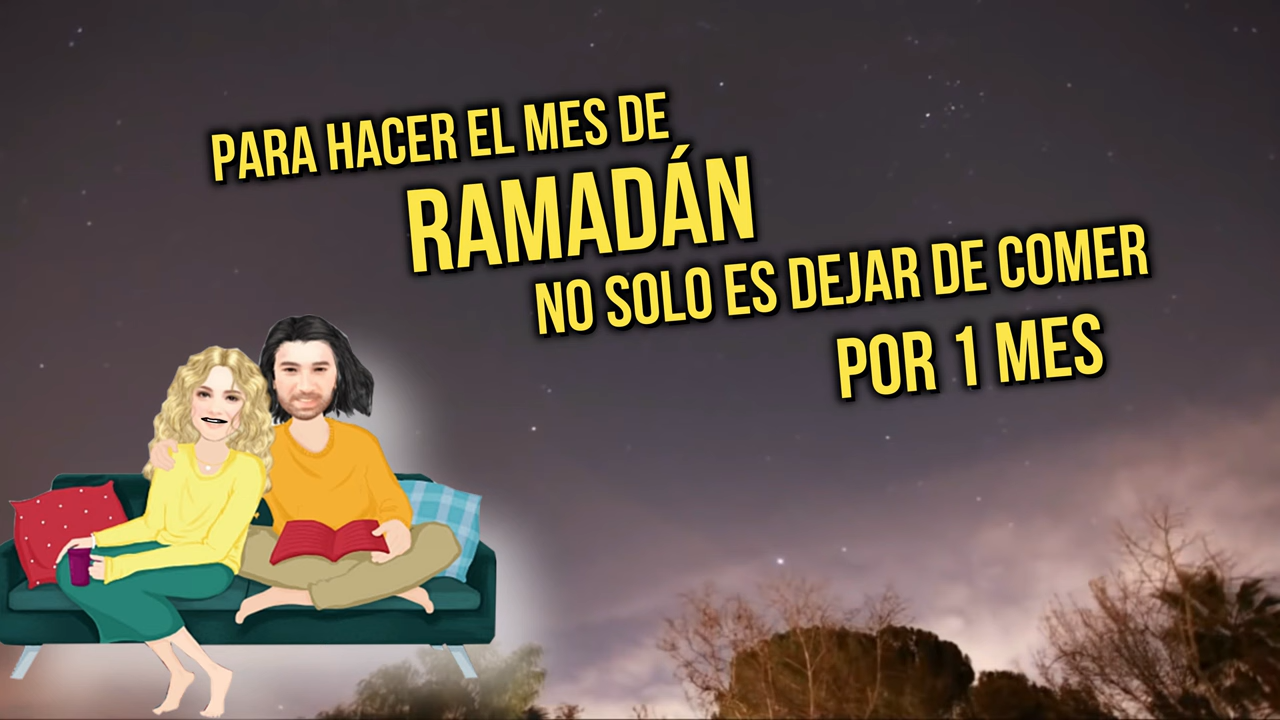 PARA HACER EL MES DE
RAMADÁN
NO SOLO ES DEJAR DE COMER
POR 1 MES